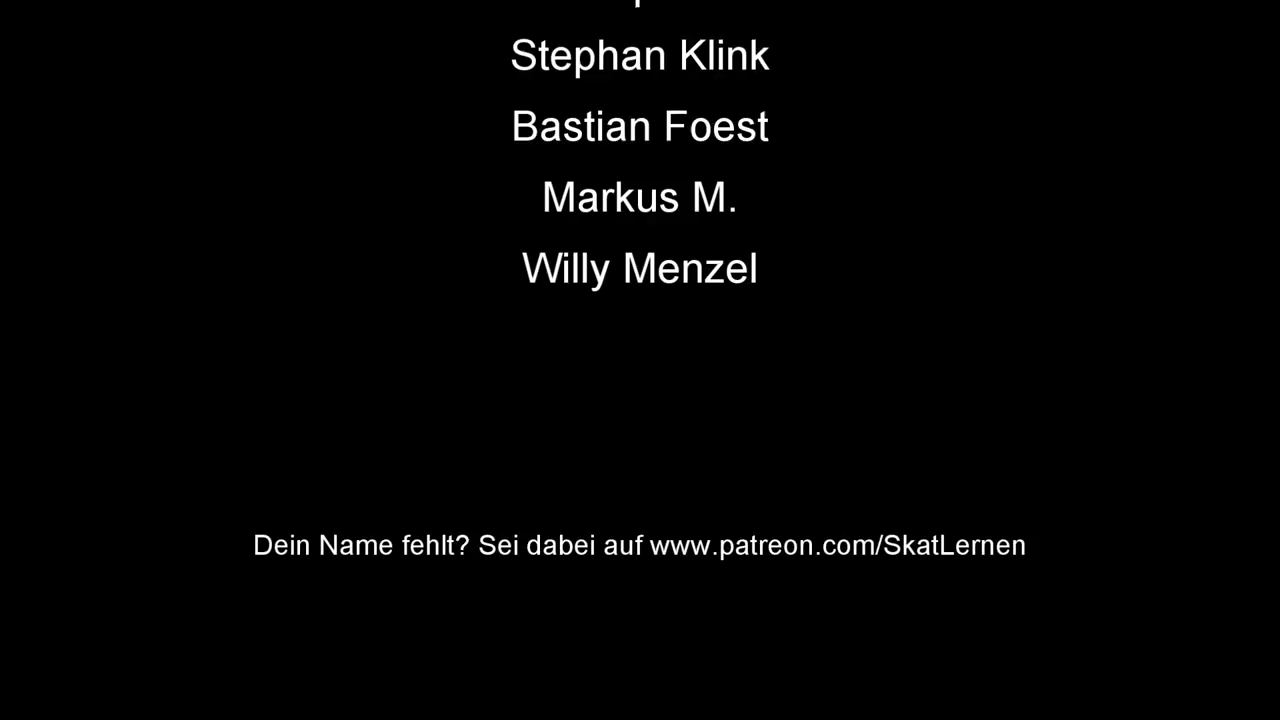 Stephan Klink
Bastian Foest
Markus M.
Willy Menzel
Dein Name fehlt? Sei dabei auf www.patreon.com/SkatLernen